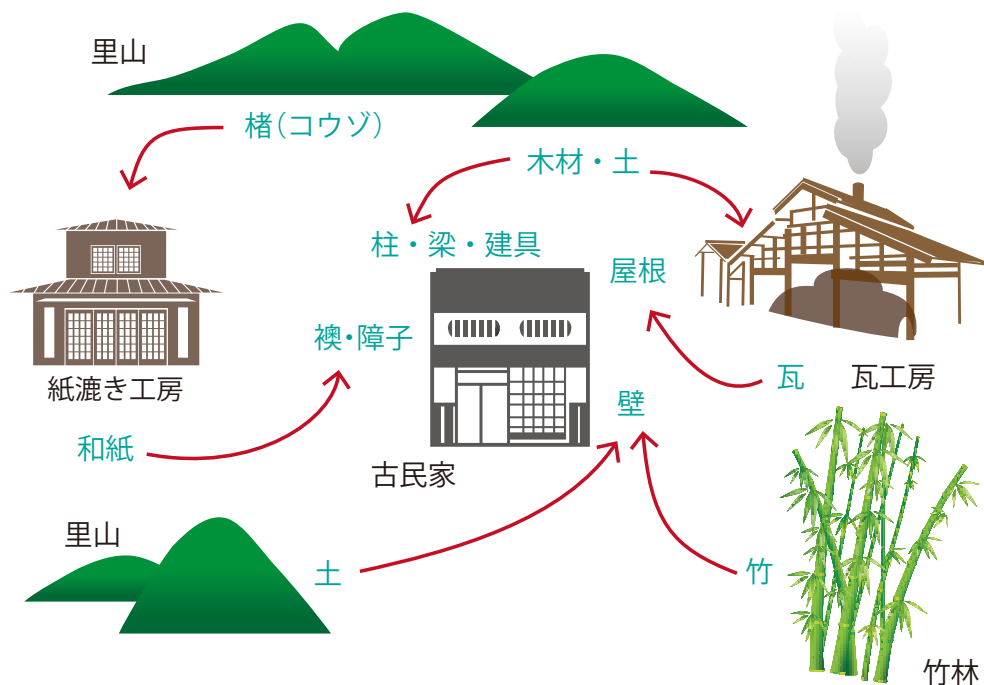 里山
楮（コウゾ）
木材・土
柱・梁・建具
屋根
襖・障子
紙漉き工房
瓦
瓦工房
壁
和紙
古民家
里山
土
竹
竹林